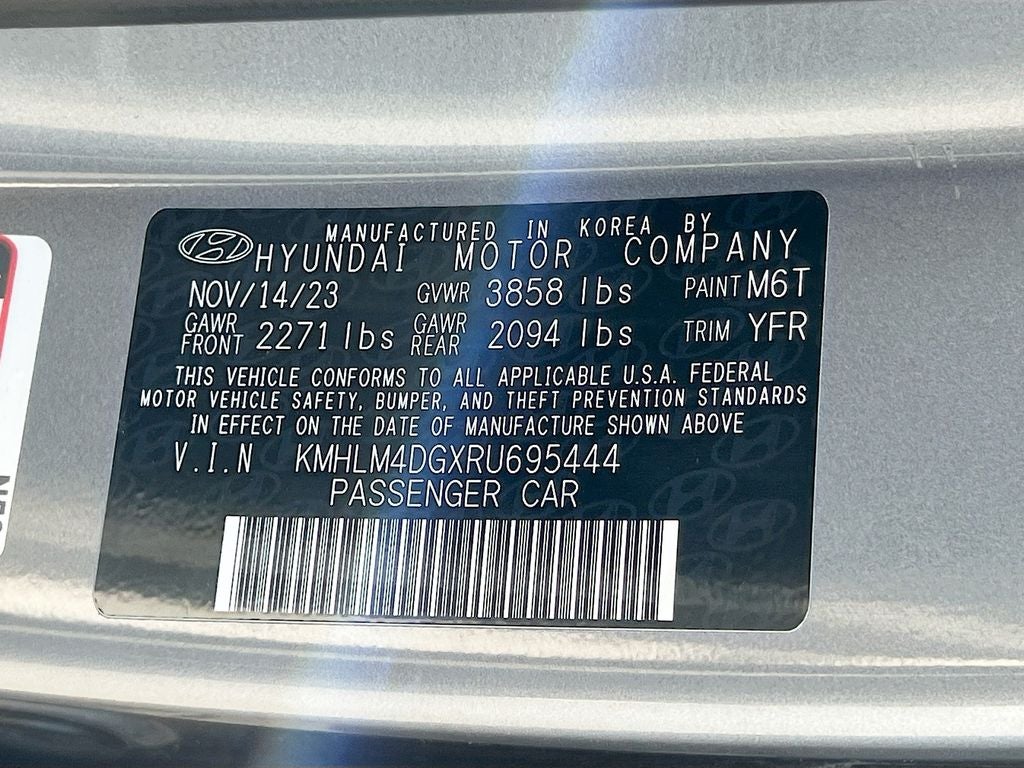 MANUFACTURED IN KOREA BY
HYUNDAI MOTOR COMPANY
NOV/14/23 GVWR 3858 lbs PAINT M6T
GAWR FRONT 2271 lbs GAWR REAR 2094 lbs TRIM YFR
THIS VEHICLE CONFORMS TO ALL APPLICABLE U.S.A. FEDERAL
MOTOR VEHICLE SAFETY, BUMPER, AND THEFT PREVENTION STANDARDS
IN EFFECT ON THE DATE OF MANUFACTURE SHOWN ABOVE
V.I.N KMHLM4DGXRU695444
PASSENGER CAR